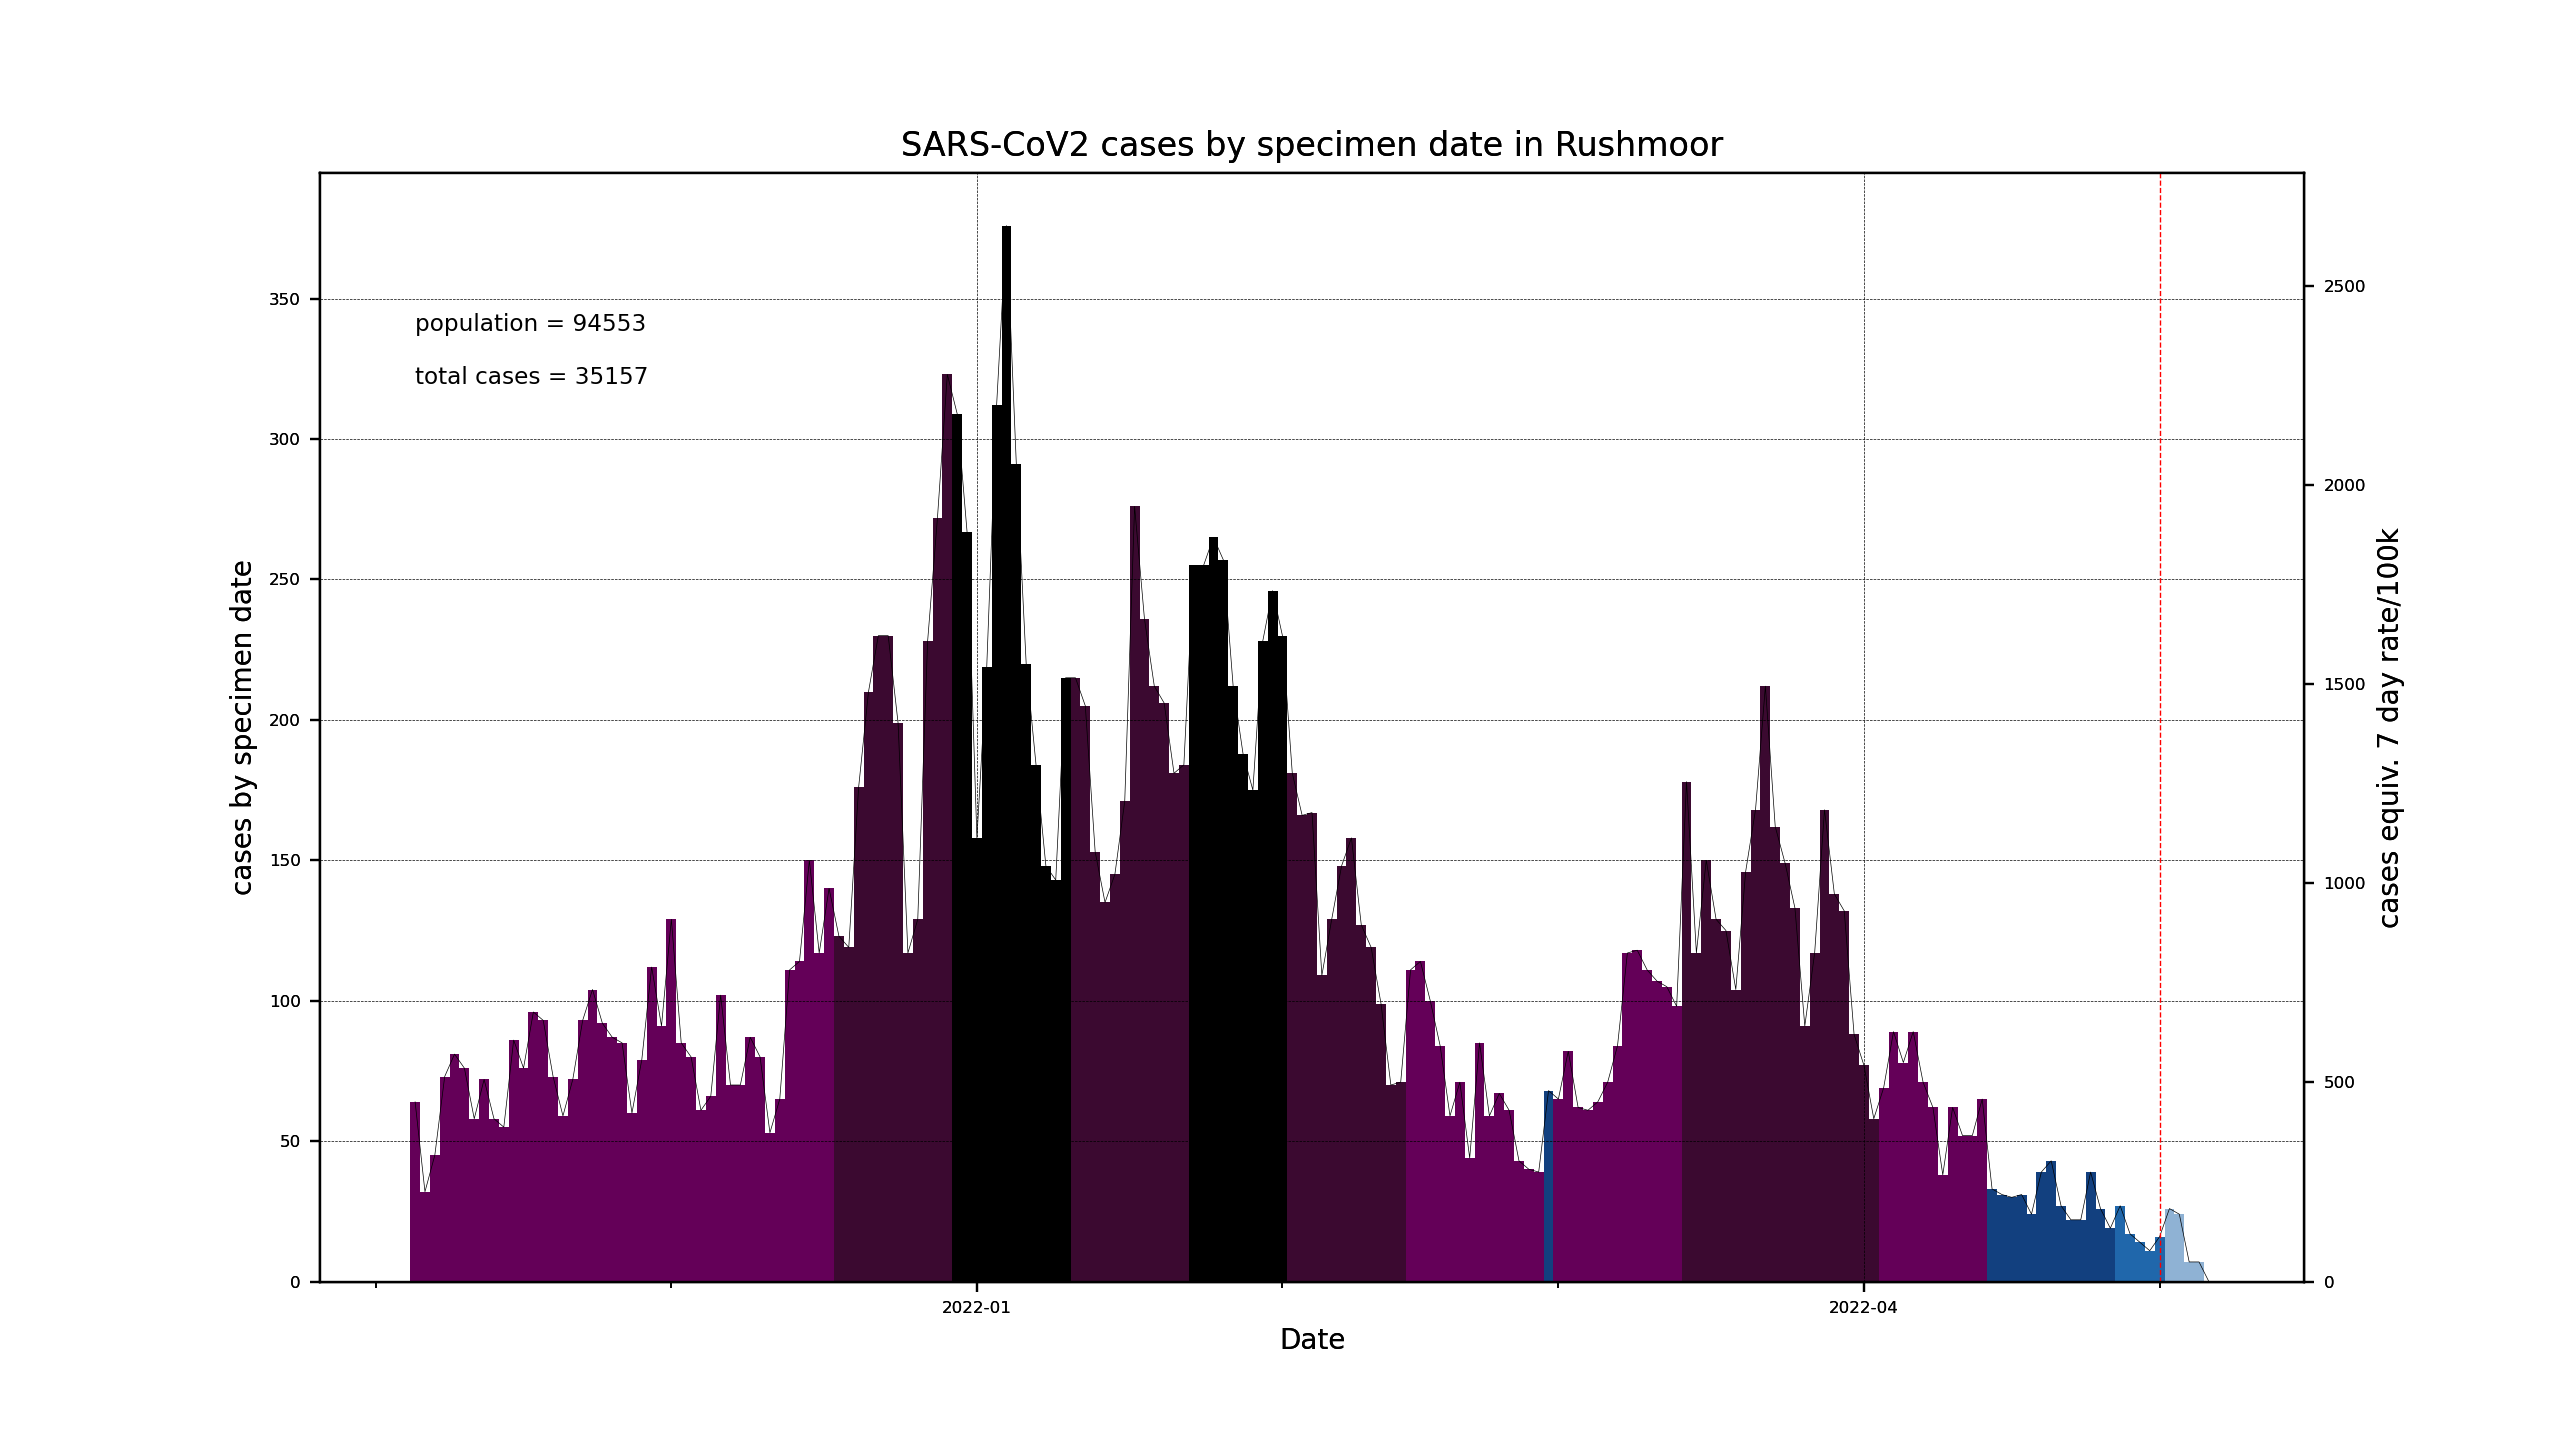 SARS-CoV2 cases by specimen date in Rushmoor
population = 94553
total cases = 35157
cases by specimen date
350
300
250
200
150
100
50
0
2500
2000
1500
1000
500
0
cases equiv. 7 day rate/100k
2022-01
2022-04
Date